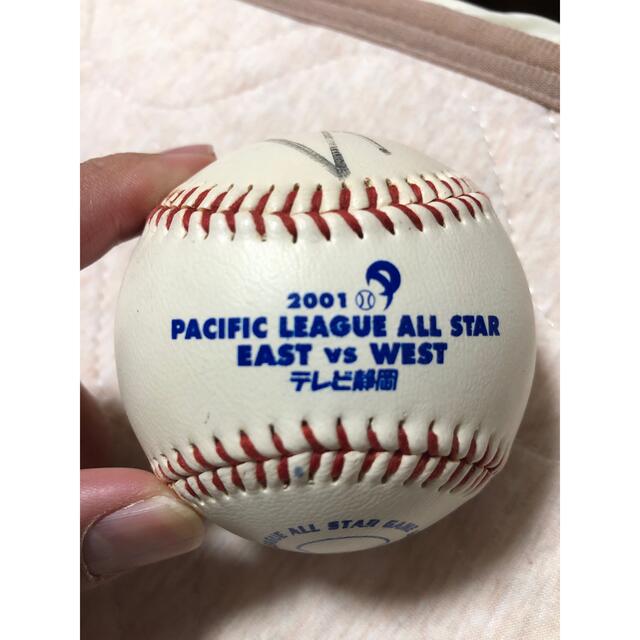 2001
PACIFIC LEAGUE ALL STAR
EAST vs WEST
テレビ静岡
ALL STAR GAME